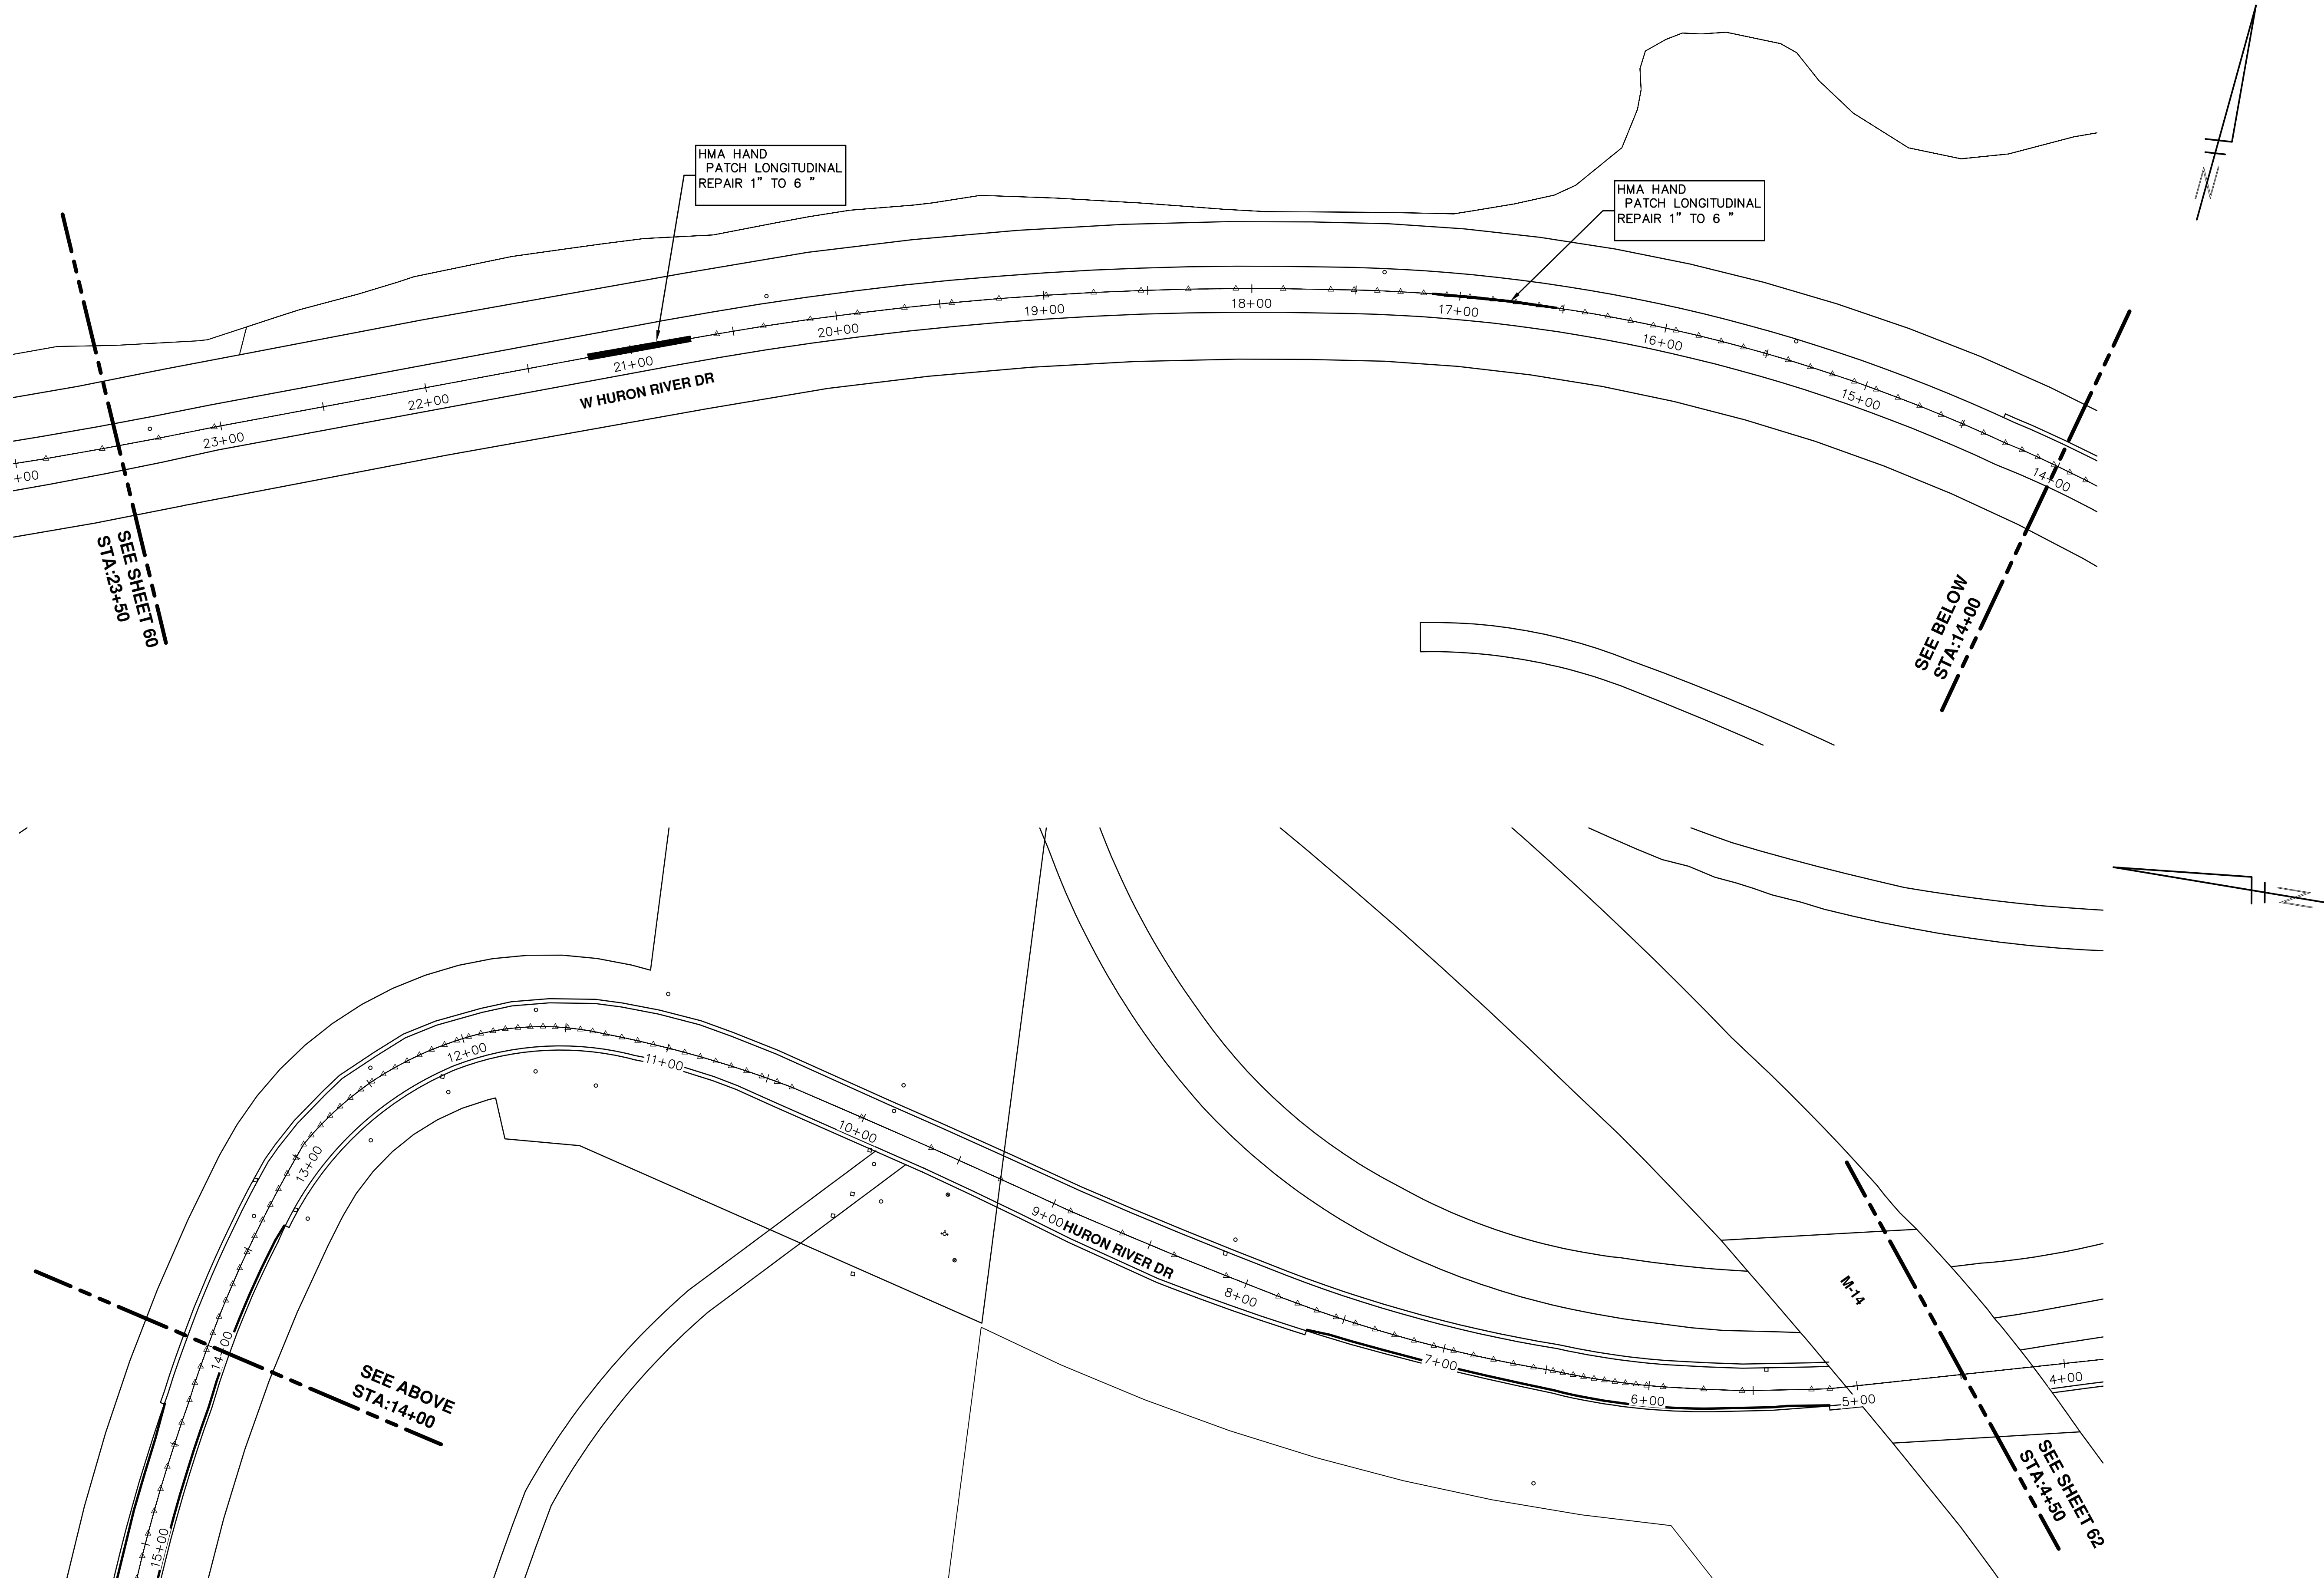 HMA HAND
PATCH LONGITUDINAL
REPAIR 1" TO 6 "
HMA HAND
PATCH LONGITUDINAL
REPAIR 1" TO 6 "
N
+00
23+00
22+00
21+00
20+00
19+00
18+00
17+00
16+00
15+00
14+00
W HURON RIVER DR
SEE SHEET 60
STA:23+50
SEE BELOW
STA:14+00
N
15+00
14+00
13+00
12+00
11+00
10+00
9+00
HURON RIVER DR
8+00
7+00
6+00
5+00
4+00
M-14
SEE ABOVE
STA:14+00
SEE SHEET 62
STA:4+50